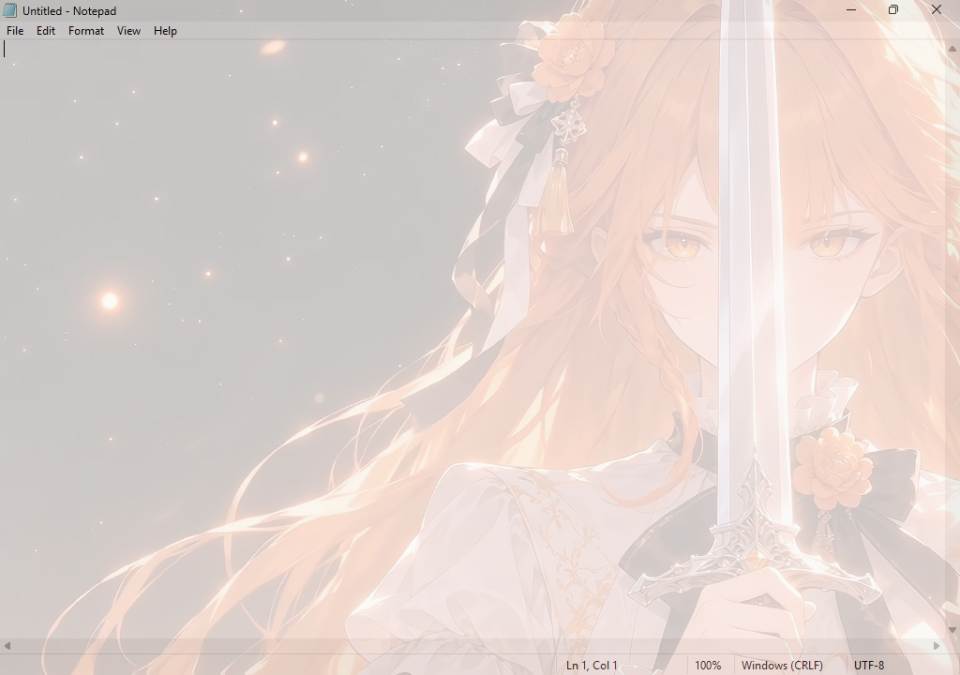 Untitled - Notepad
File Edit Format View Help
Ln 1, Col 1 100% Windows (CRLF) UTF-8